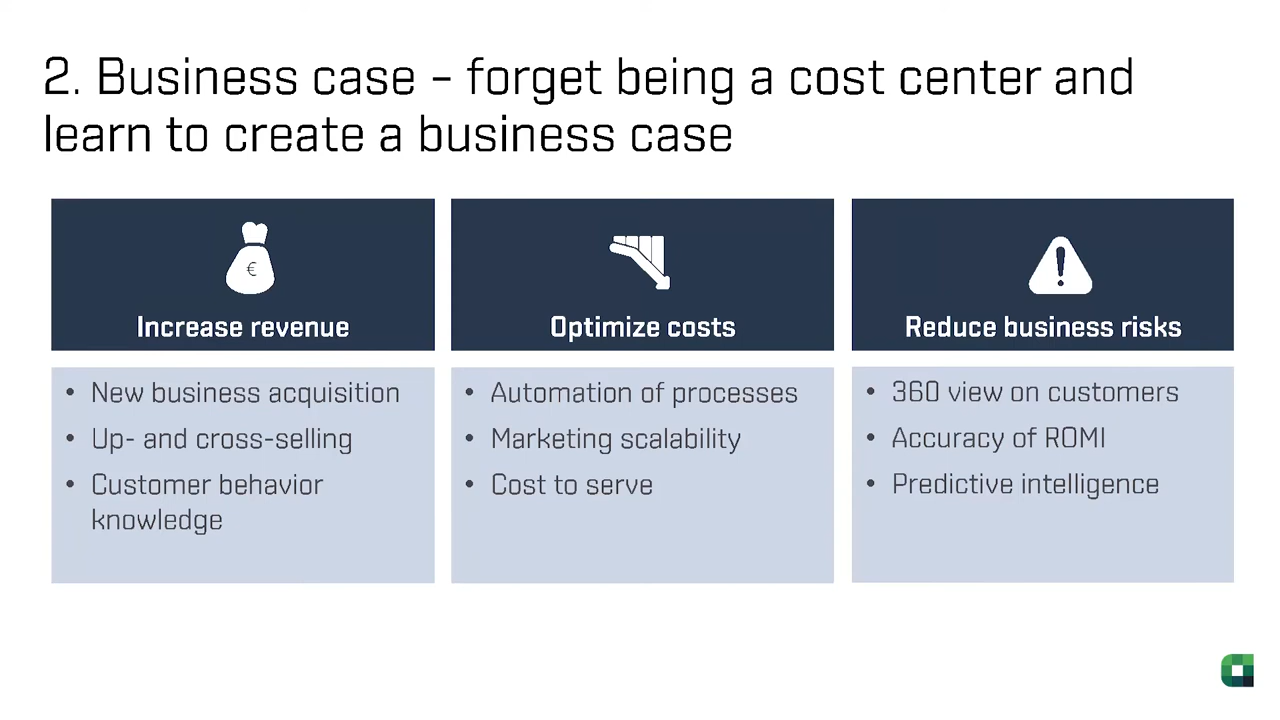 2. Business case – forget being a cost center and
learn to create a business case
€
Increase revenue
• New business acquisition
• Up- and cross-selling
• Customer behavior
knowledge
Optimize costs
• Automation of processes
• Marketing scalability
• Cost to serve
Reduce business risks
• 360 view on customers
• Accuracy of ROMI
• Predictive intelligence